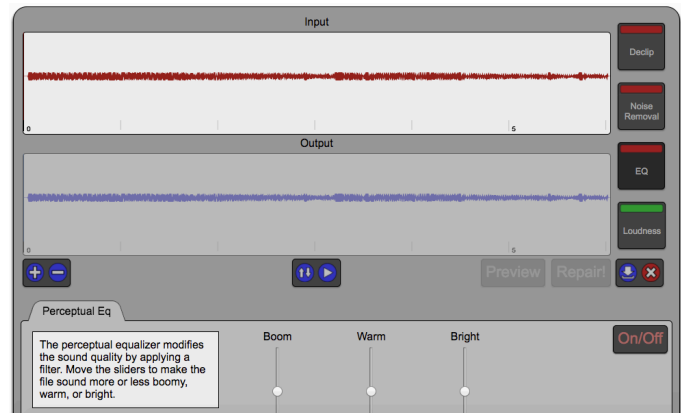 Input
Declip
Noise
Removal
0
5
Output
EQ
Loudness
0
5
Preview
Repair!
Perceptual Eq
On/Off
The perceptual equalizer modifies
the sound quality by applying a
filter. Move the sliders to make the
file sound more or less boomy,
warm, or bright.
Boom
Warm
Bright